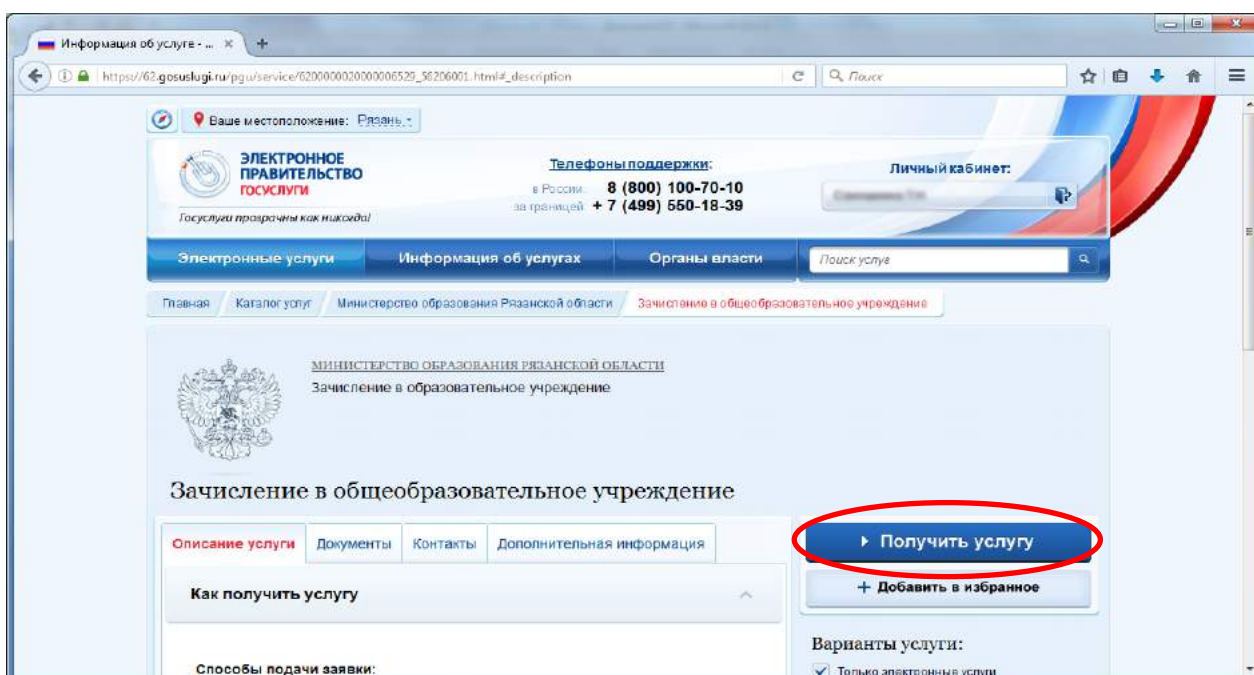 Информация об услуге - ...
https://62.gosuslugi.ru/pgu/service/6200000020000006529_56206001.html#_description
Поиск
Ваше местоположение: Рязань
ЭЛЕКТРОННОЕ
ПРАВИТЕЛЬСТВО
ГОСУСЛУГИ
Госуслуги прозрачны как никогда!
Телефоны поддержки:
в России: 8 (800) 100-70-10
за границей: + 7 (499) 550-18-39
Личный кабинет:
Электронные услуги Информация об услугах Органы власти Поиск услуг
Главная Каталог услуг Министерство образования Рязанской области Зачисление в общеобразовательное учреждение
МИНИСТЕРСТВО ОБРАЗОВАНИЯ РЯЗАНСКОЙ ОБЛАСТИ
Зачисление в образовательное учреждение
Зачисление в общеобразовательное учреждение
Описание услуги Документы Контакты Дополнительная информация
Получить услугу
Как получить услугу
+ Добавить в избранное
Варианты услуги:
Способы подачи заявки:
Только электронные услуги